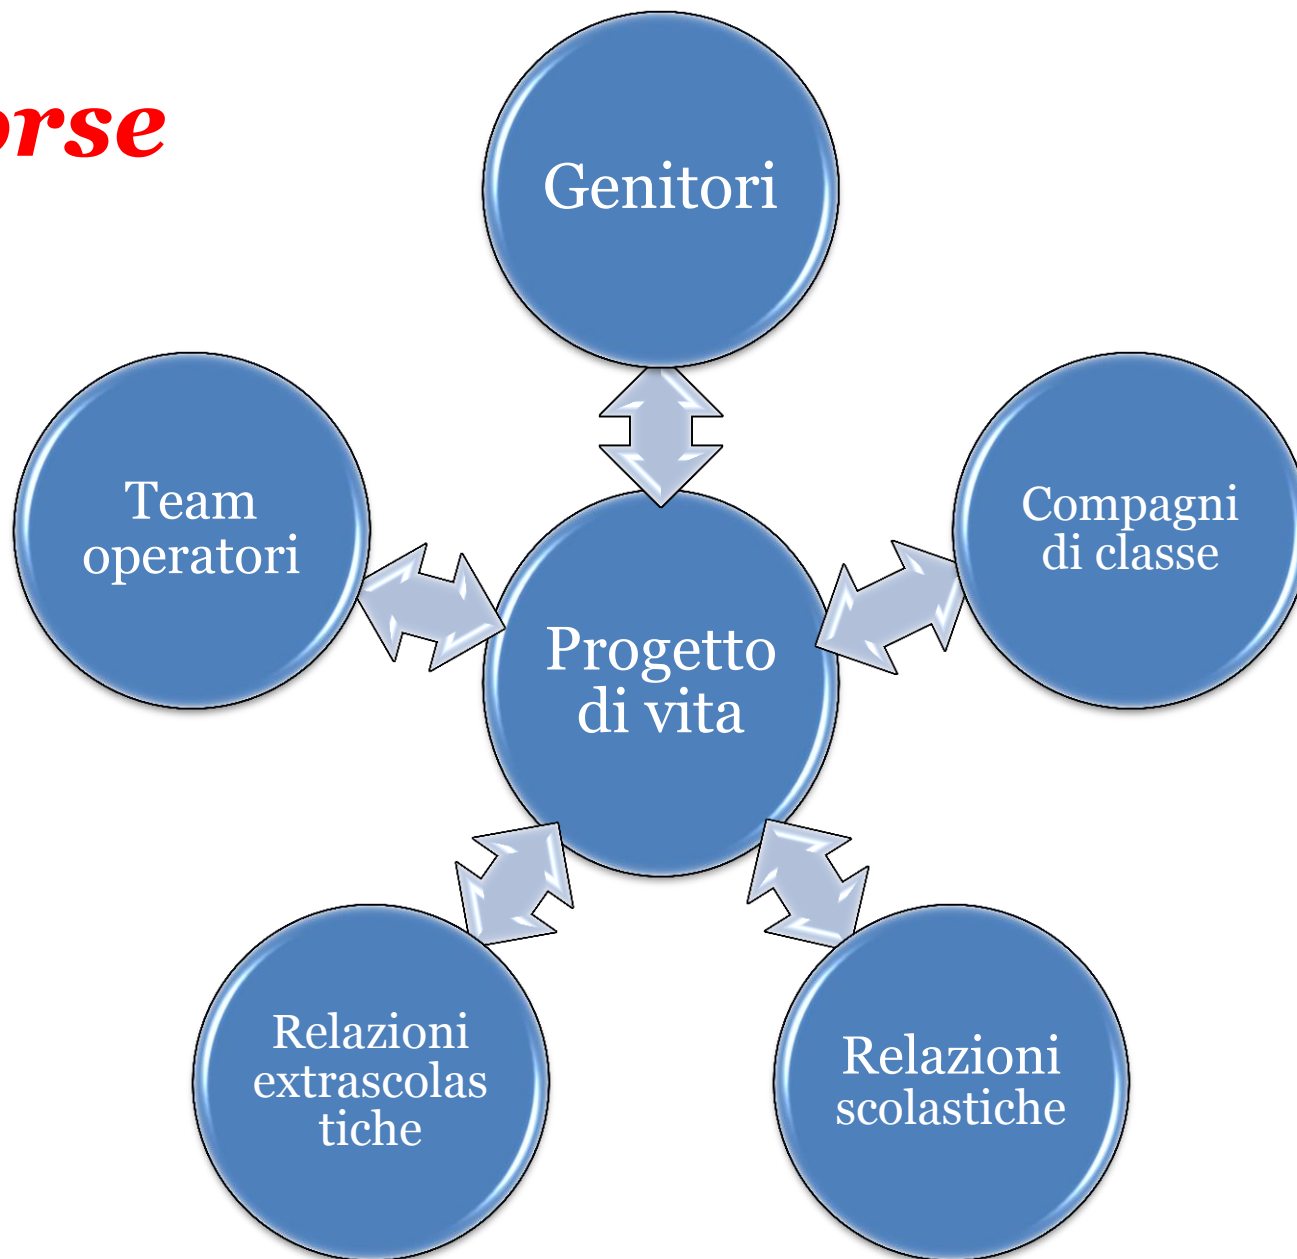 orse
Genitori
Team
operatori
Compagni
di classe
Progetto
di vita
Relazioni
extrascolas
tiche
Relazioni
scolastiche